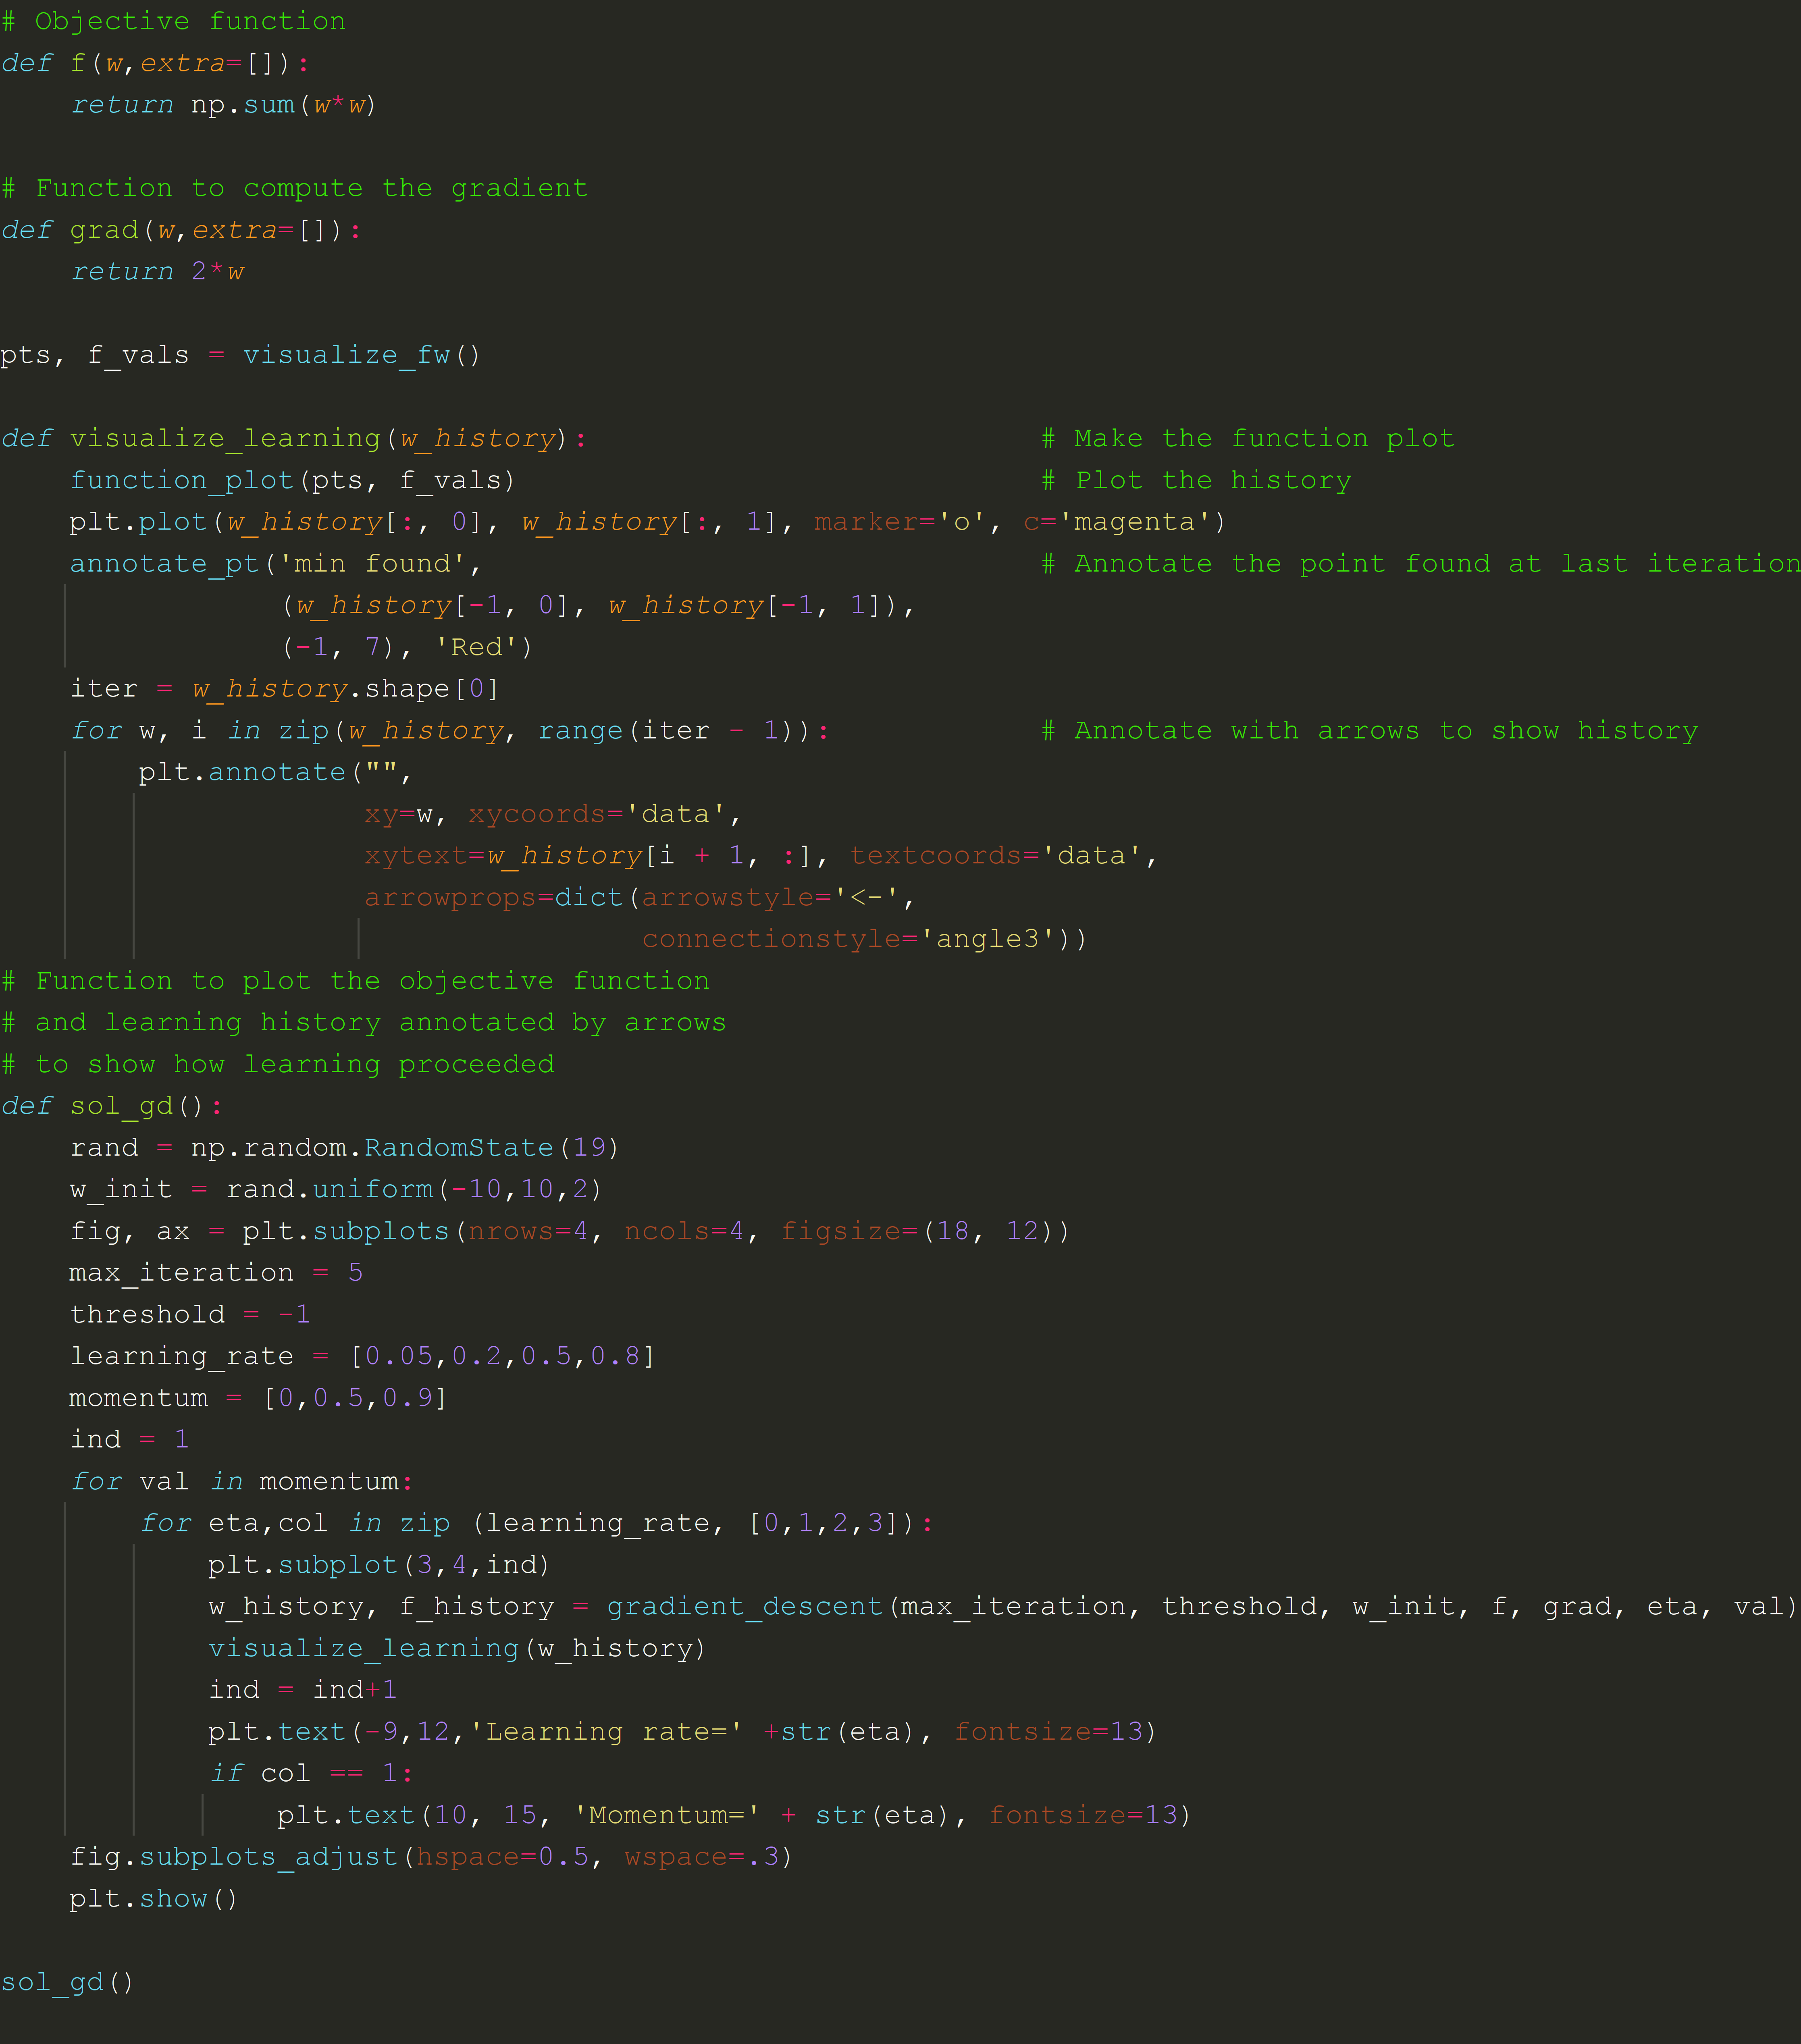 # Objective function
def f(w,extra=[]):
    return np.sum(w*w)

# Function to compute the gradient
def grad(w,extra=[]):
    return 2*w

pts, f_vals = visualize_fw()

def visualize_learning(w_history):                          # Make the function plot
    function_plot(pts, f_vals)                              # Plot the history
    plt.plot(w_history[:, 0], w_history[:, 1], marker='o', c='magenta')
    annotate_pt('min found',                                # Annotate the point found at last iteration
                (w_history[-1, 0], w_history[-1, 1]),
                (-1, 7), 'Red')
    iter = w_history.shape[0]
    for w, i in zip(w_history, range(iter - 1)):            # Annotate with arrows to show history
        plt.annotate("",
                     xy=w, xycoords='data',
                     xytext=w_history[i + 1, :], textcoords='data',
                     arrowprops=dict(arrowstyle='<-',
                                     connectionstyle='angle3'))
# Function to plot the objective function
# and learning history annotated by arrows
# to show how learning proceeded
def sol_gd():
    rand = np.random.RandomState(19)
    w_init = rand.uniform(-10,10,2)
    fig, ax = plt.subplots(nrows=4, ncols=4, figsize=(18, 12))
    max_iteration = 5
    threshold = -1
    learning_rate = [0.05,0.2,0.5,0.8]
    momentum = [0,0.5,0.9]
    ind = 1
    for val in momentum:
        for eta,col in zip (learning_rate, [0,1,2,3]):
            plt.subplot(3,4,ind)
            w_history, f_history = gradient_descent(max_iteration, threshold, w_init, f, grad, eta, val)
            visualize_learning(w_history)
            ind = ind+1
            plt.text(-9,12,'Learning rate=' +str(eta), fontsize=13)
            if col == 1:
                plt.text(10, 15, 'Momentum=' + str(eta), fontsize=13)
    fig.subplots_adjust(hspace=0.5, wspace=.3)
    plt.show()

sol_gd()